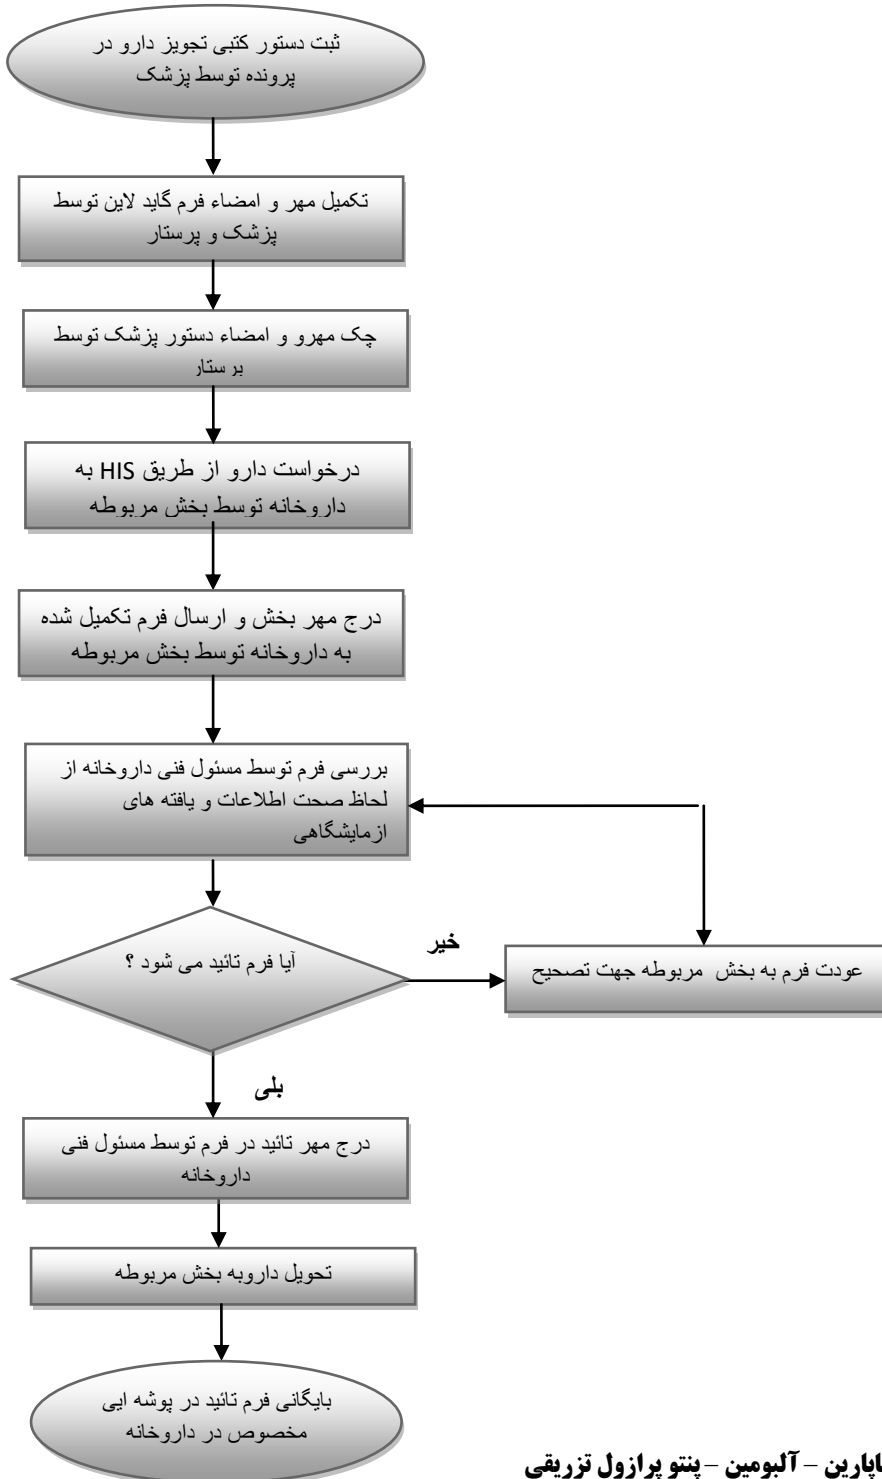 ثبت دستور کتبی تجویز دارو در
پرونده توسط پزشک
تکمیل مهر و امضاء فرم گاید لاین توسط
پزشک و پرستار
چک مهرو و امضاء دستور پزشک توسط
پرستار
درخواست دارو از طریق HIS به
داروخانه توسط بخش مربوطه
درج مهر بخش و ارسال فرم تکمیل شده
به داروخانه توسط بخش مربوطه
بررسی فرم توسط مسئول فنی داروخانه از
لحاظ صحت اطلاعات و یافته های
ازمایشگاهی
آیا فرم تائید می شود ؟
خیر
عودت فرم به بخش مربوطه جهت تصحیح
بلی
درج مهر تائید در فرم توسط مسئول فنی
داروخانه
تحویل داروبه بخش مربوطه
بایگانی فرم تائید در پوشه ایی
مخصوص در داروخانه
– آلبومین – پنتو پرازول تزریقی